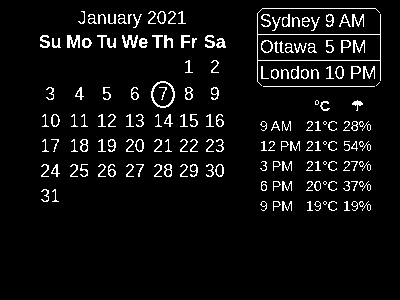 January 2021
Su Mo Tu We Th Fr Sa
1 2
3 4 5 6 7 8 9
10 11 12 13 14 15 16
17 18 19 20 21 22 23
24 25 26 27 28 29 30
31
Sydney 9 AM
Ottawa 5 PM
London 10 PM
°C
9 AM 21°C 28%
12 PM 21°C 54%
3 PM 21°C 27%
6 PM 20°C 37%
9 PM 19°C 19%